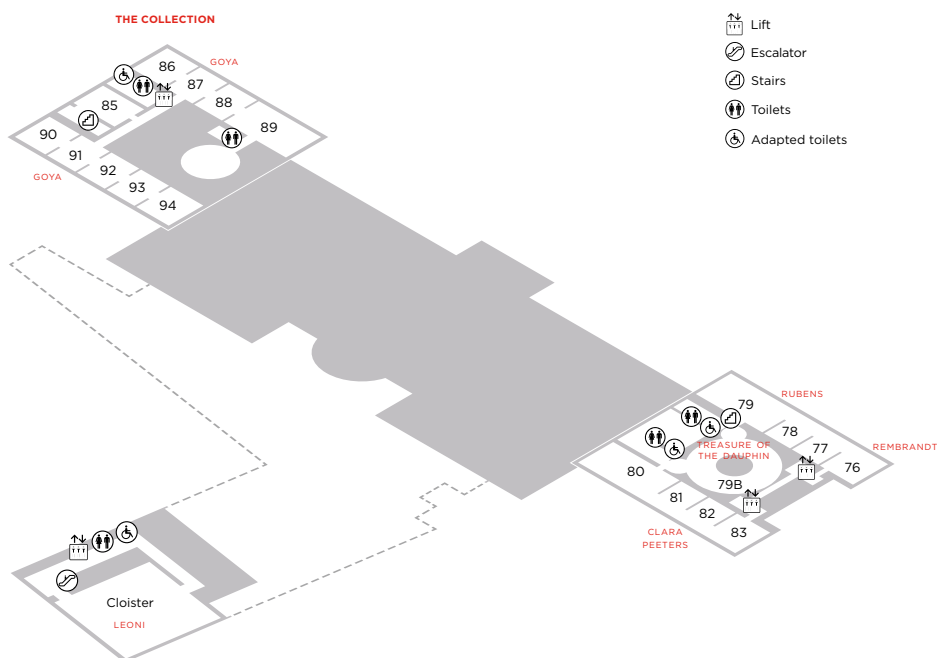 THE COLLECTION
Lift
Escalator
Stairs
Toilets
Adapted toilets
86
GOYA
87
88
89
85
90
91
92
93
94
GOYA
79
RUBENS
78
77
REMBRANDT
76
TREASURE OF
THE DAUPHIN
80
79B
81
82
83
CLARA
PEETERS
Cloister
LEONI